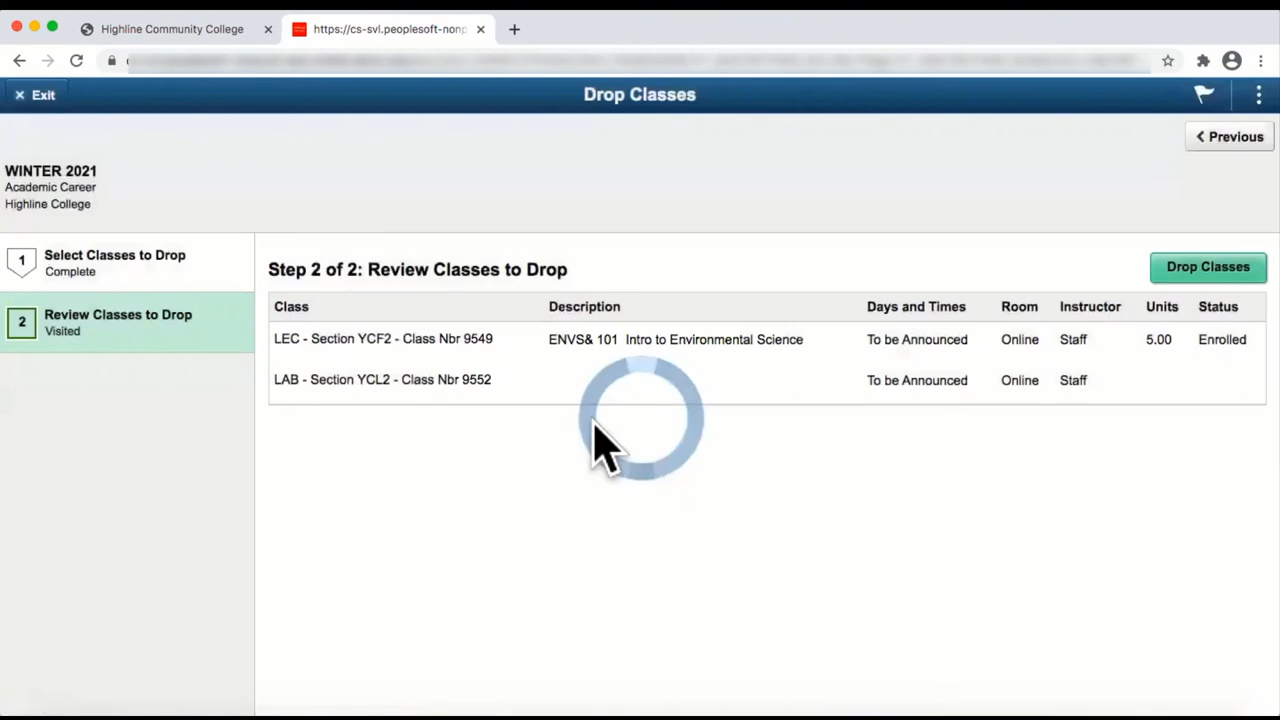 Highline Community College
https://cs-svl.peoplesoft-nonp
Exit
Drop Classes
Previous
WINTER 2021
Academic Career
Highline College
1 Select Classes to Drop
Complete
2 Review Classes to Drop
Visited
Step 2 of 2: Review Classes to Drop
Drop Classes
Class Description Days and Times Room Instructor Units Status
LEC - Section YCF2 - Class Nbr 9549 ENVS& 101 Intro to Environmental Science To be Announced Online Staff 5.00 Enrolled
LAB - Section YCL2 - Class Nbr 9552 To be Announced Online Staff